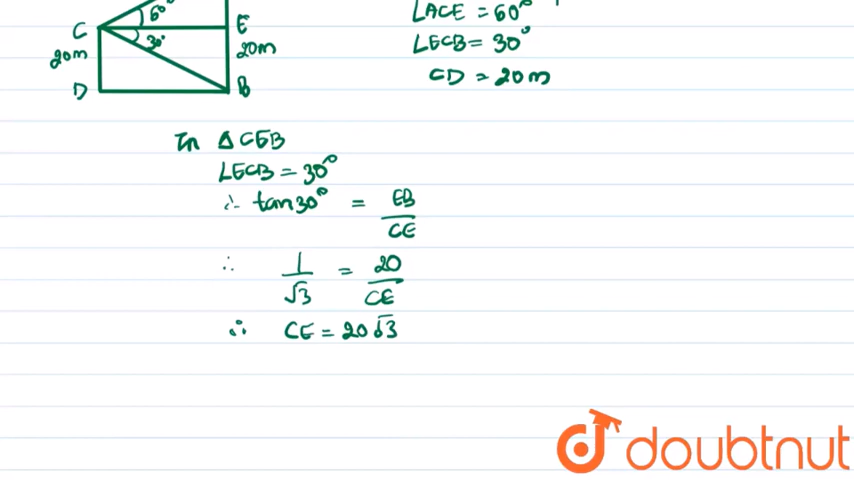 60°
∠ACE = 60°
C
E
30°
∠ECB = 30°
20m
20m
CD = 20m
D
B
In △CEB
∠ECB = 30°
∴ tan30° = EB/CE
∴ 1/√3 = 20/CE
∴ CE = 20√3
doubtnut